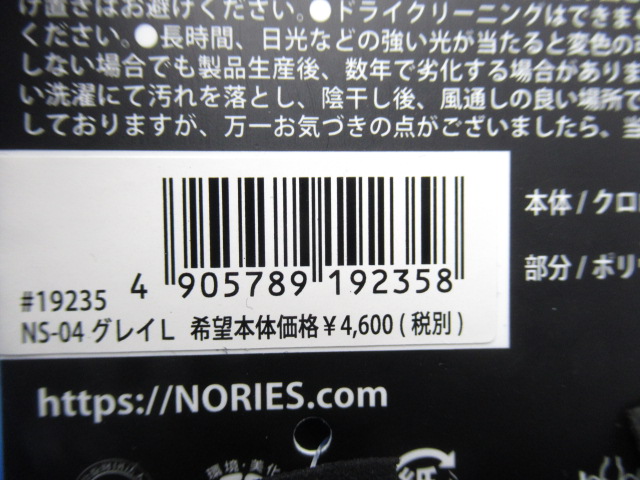 け置きはお避けください。●ドライクリーニングはできま
ください。●長時間、日光などの強い光が当たると変色の
しない場合でも製品生産後、数年で劣化する場合があります
い洗濯にて汚れを落とし、陰干し後、風通しの良い場所で
しておりますが、万一お気づきの点がございましたら、当
本体 / クロ
部分 / ポリ
#19235
4 905789 192358
NS-04 グレイL 希望本体価格￥4,600 ( 税別 )
https://NORIES.com
環境・美化
紙